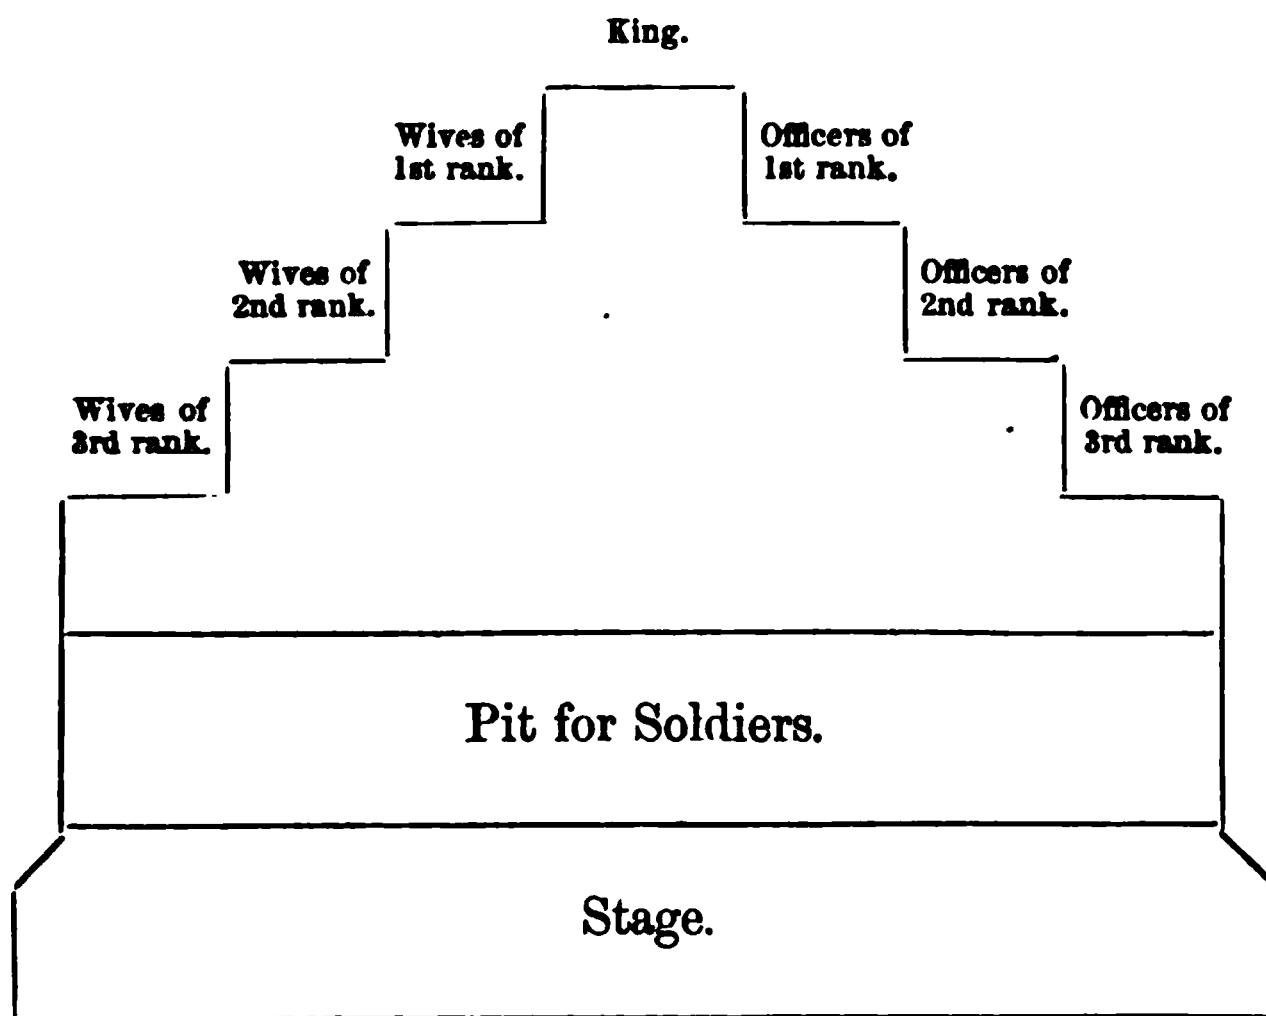 King.
Wives of
1st rank.
Officers of
1st rank.
Wives of
2nd rank.
Officers of
2nd rank.
Wives of
3rd rank.
Officers of
3rd rank.
Pit for Soldiers.
Stage.